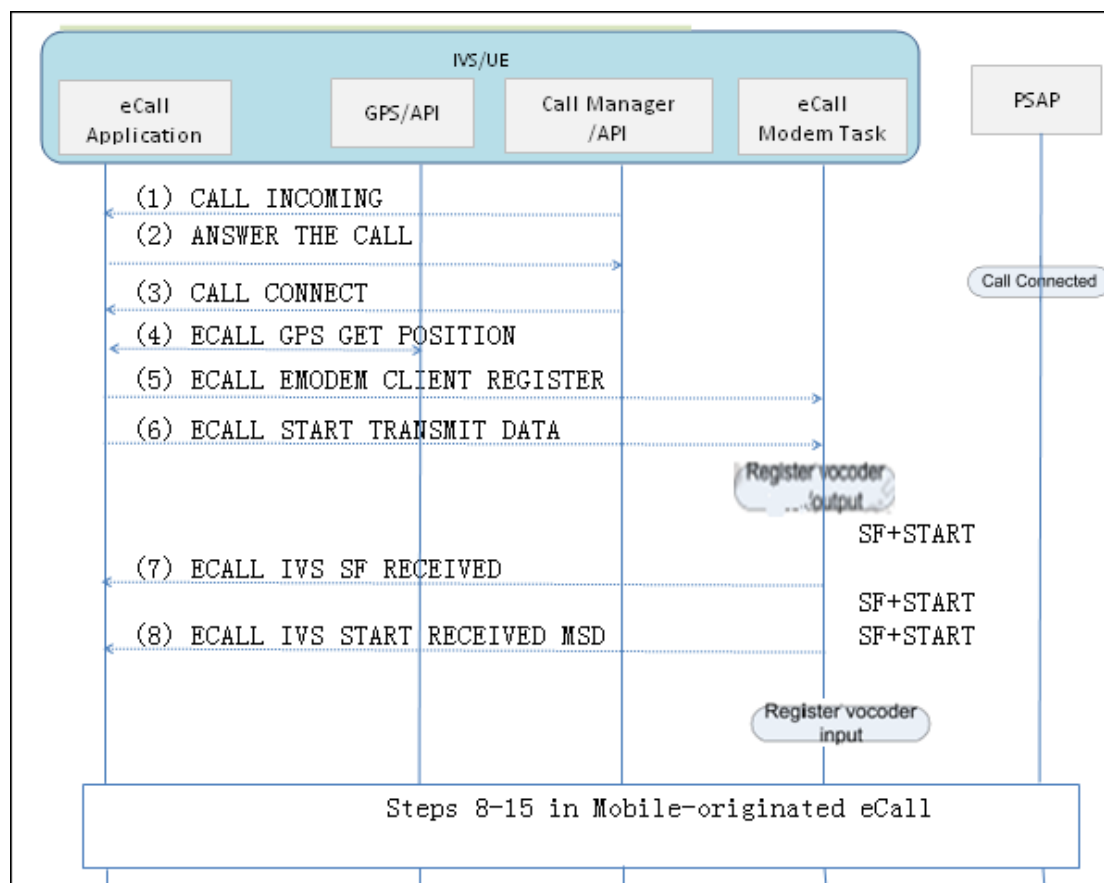 IVS/UE
eCall
Application
GPS/API
Call Manager
/API
eCall
Modem Task
PSAP
(1) CALL INCOMING
(2) ANSWER THE CALL
Call Connected
(3) CALL CONNECT
(4) ECALL GPS GET POSITION
(5) ECALL EMODEM CLIENT REGISTER
(6) ECALL START TRANSMIT DATA
Register vocoder
/output
SF+START
(7) ECALL IVS SF RECEIVED
SF+START
(8) ECALL IVS START RECEIVED MSD
SF+START
Register vocoder
input
Steps 8-15 in Mobile-originated eCall